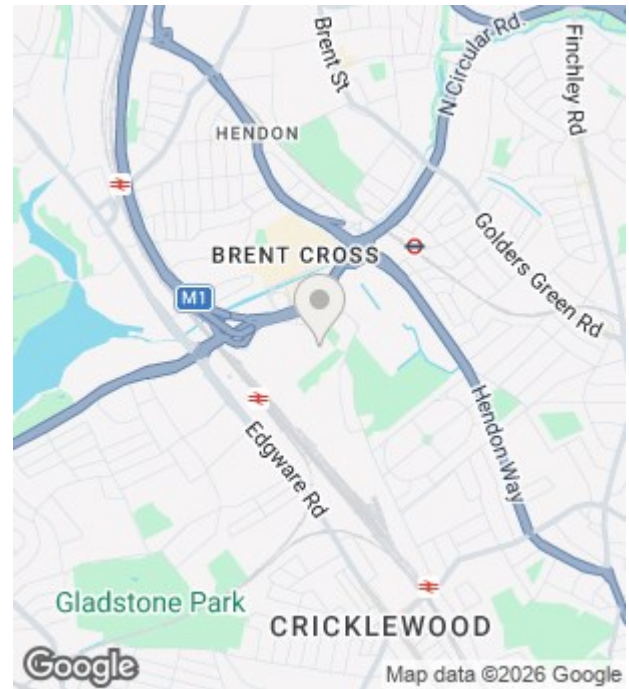 Brent St
N Circular Rd.
Finchley Rd
HENDON
Golders Green Rd
BRENT CROSS
M1
Hendon Way
Edgware Rd
Gladstone Park
CRICKLEWOOD
Google
Map data ©2026 Google